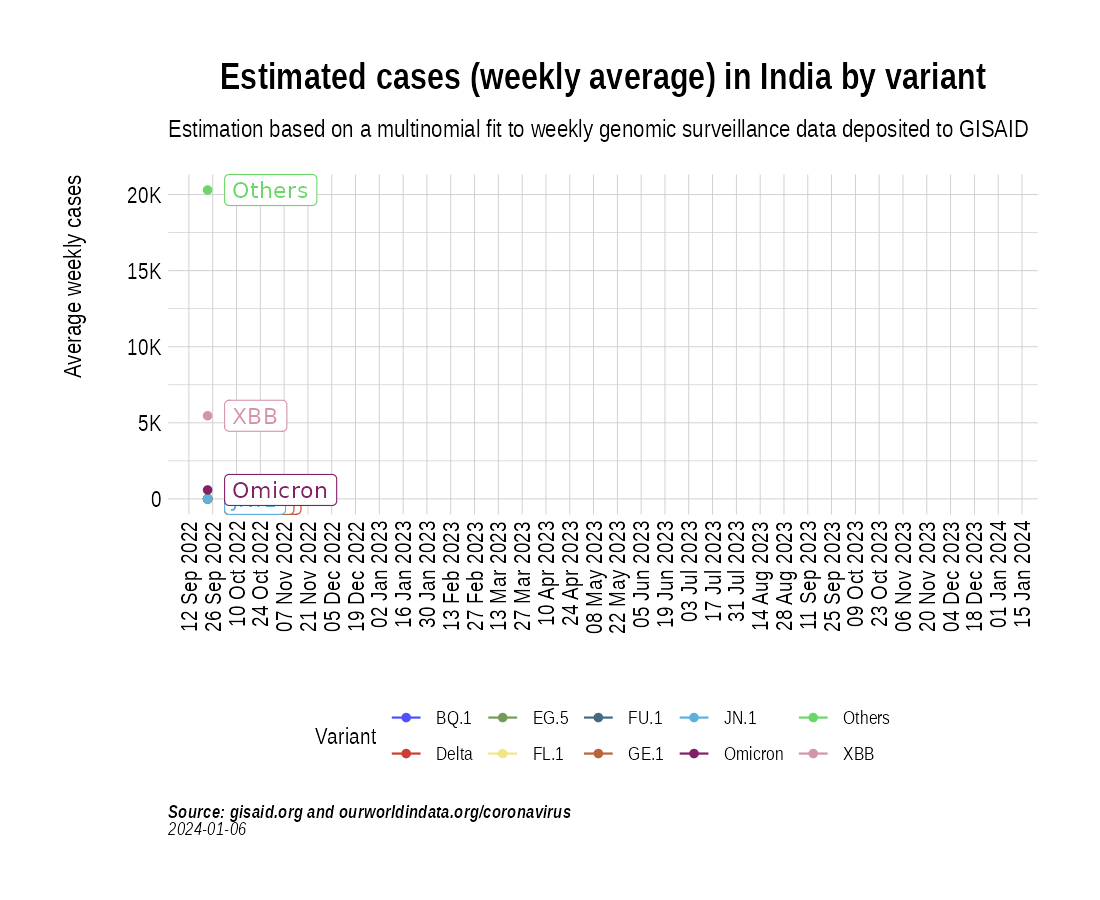 Estimated cases (weekly average) in India by variant
Estimation based on a multinomial fit to weekly genomic surveillance data deposited to GISAID
Average weekly cases
20K
15K
10K
5K
0
Others
XBB
Omicron
12 Sep 2022
26 Sep 2022
10 Oct 2022
24 Oct 2022
07 Nov 2022
21 Nov 2022
05 Dec 2022
19 Dec 2022
02 Jan 2023
16 Jan 2023
30 Jan 2023
13 Feb 2023
27 Feb 2023
13 Mar 2023
27 Mar 2023
10 Apr 2023
24 Apr 2023
08 May 2023
22 May 2023
05 Jun 2023
19 Jun 2023
03 Jul 2023
17 Jul 2023
31 Jul 2023
14 Aug 2023
28 Aug 2023
11 Sep 2023
25 Sep 2023
09 Oct 2023
23 Oct 2023
06 Nov 2023
20 Nov 2023
04 Dec 2023
18 Dec 2023
01 Jan 2024
15 Jan 2024
Variant
BQ.1 EG.5 FU.1 JN.1 Others
Delta FL.1 GE.1 Omicron XBB
Source: gisaid.org and ourworldindata.org/coronavirus
2024-01-06